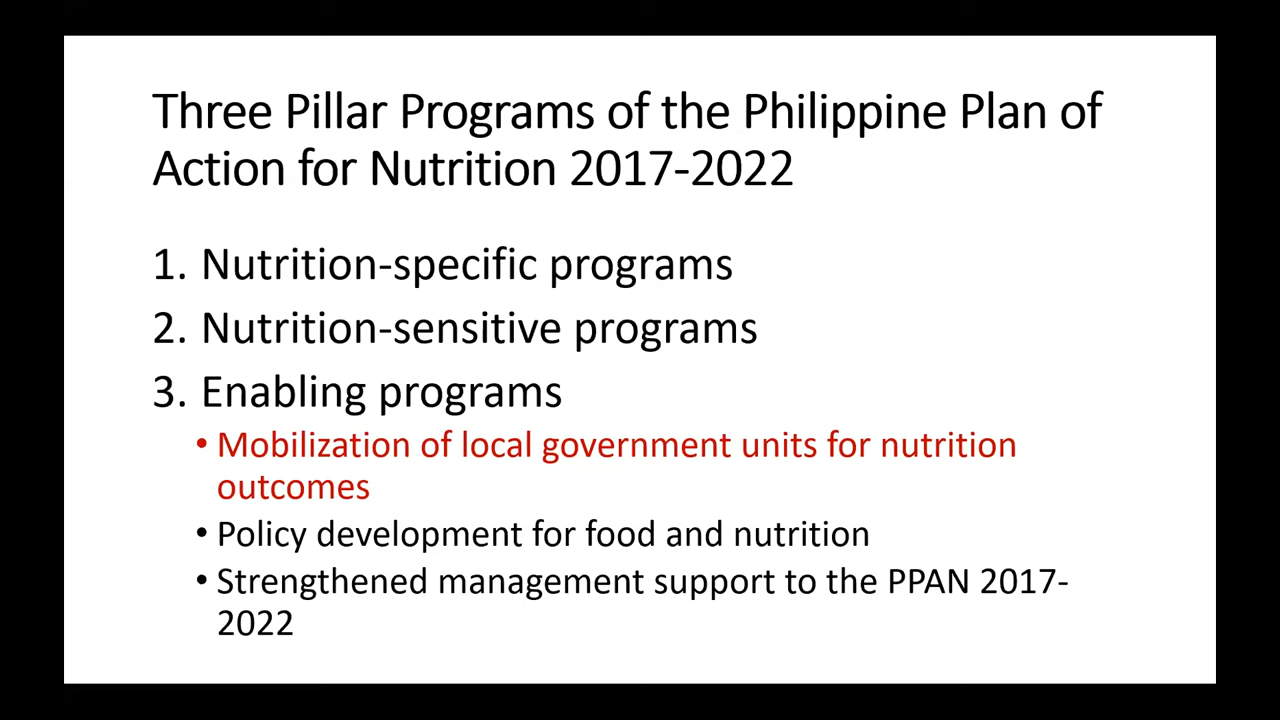 Three Pillar Programs of the Philippine Plan of
Action for Nutrition 2017-2022
1. Nutrition-specific programs
2. Nutrition-sensitive programs
3. Enabling programs
• Mobilization of local government units for nutrition
outcomes
• Policy development for food and nutrition
• Strengthened management support to the PPAN 2017-
2022